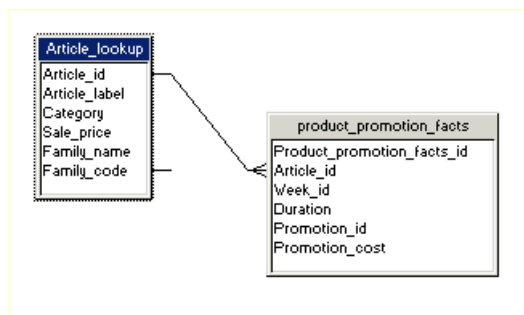 Article_lookup
Article_id
Article_label
Category
Sale_price
Family_name
Family_code
product_promotion_facts
Product_promotion_facts_id
Article_id
Week_id
Duration
Promotion_id
Promotion_cost